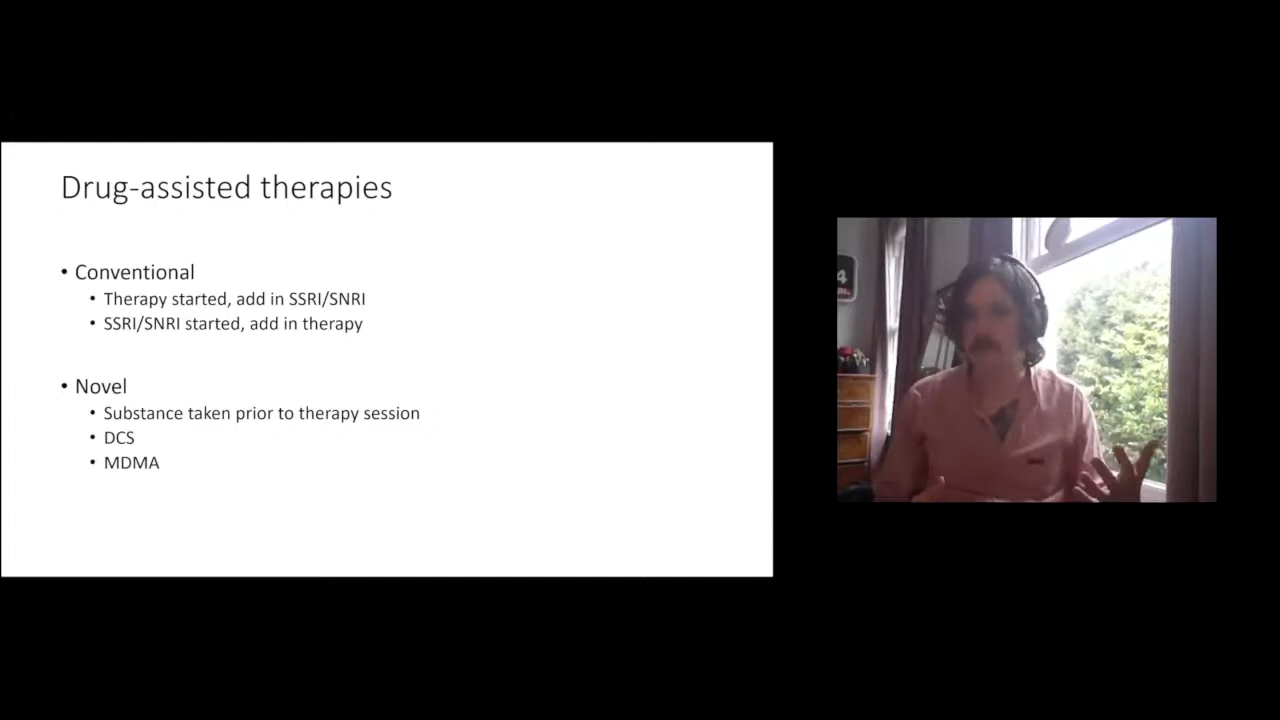 Drug-assisted therapies
• Conventional
• Therapy started, add in SSRI/SNRI
• SSRI/SNRI started, add in therapy
• Novel
• Substance taken prior to therapy session
• DCS
• MDMA
4